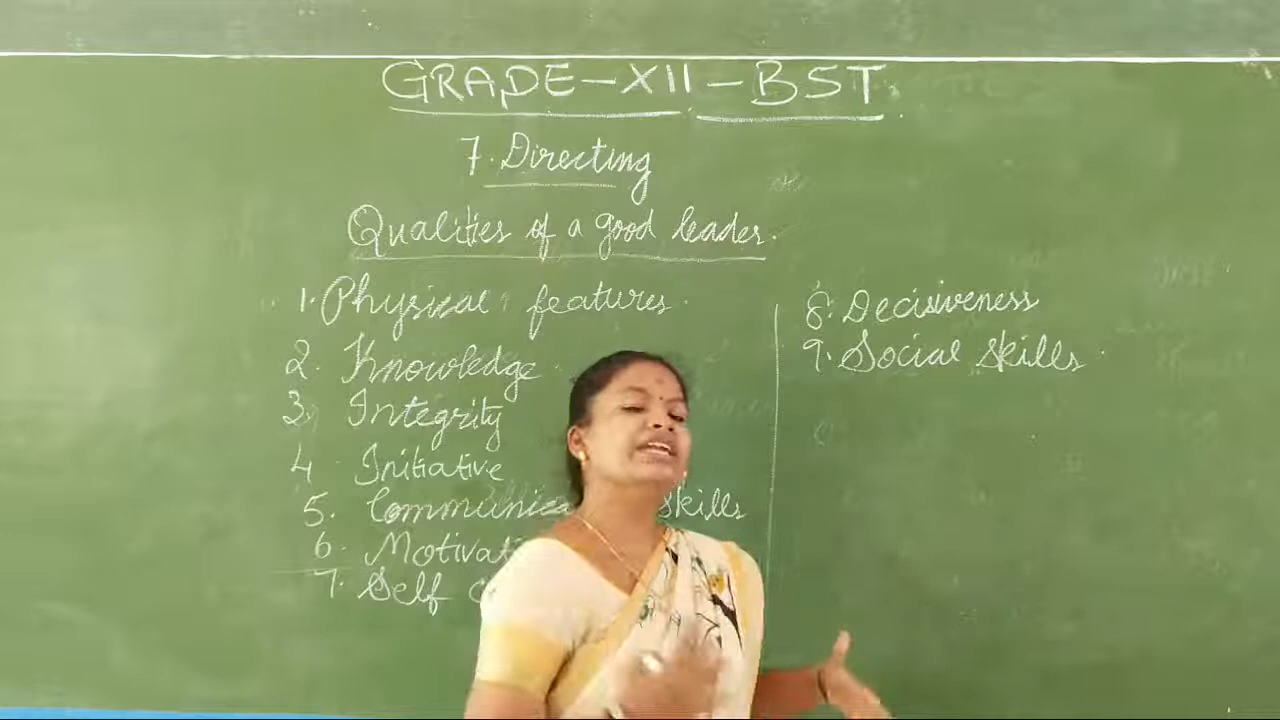 GRADE-XII-BST.
7. Directing
Qualities of a good leader.
1. Physical features.
2. Knowledge.
3. Integrity
4. Initiative
5. skills
6.
7. Self
8. Decisiveness
9. Social skills.